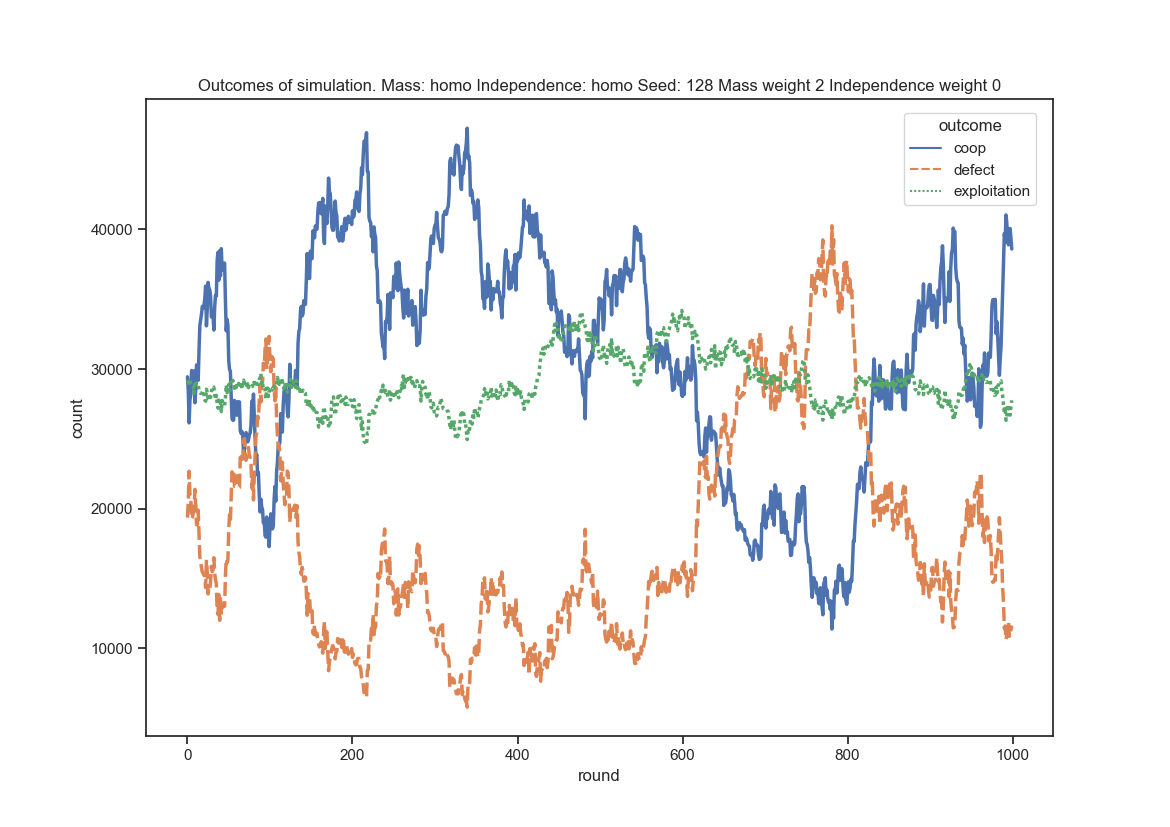 Outcomes of simulation. Mass: homo Independence: homo Seed: 128 Mass weight 2 Independence weight 0
outcome
coop
defect
exploitation
40000
30000
20000
10000
count
0 200 400 600 800 1000
round